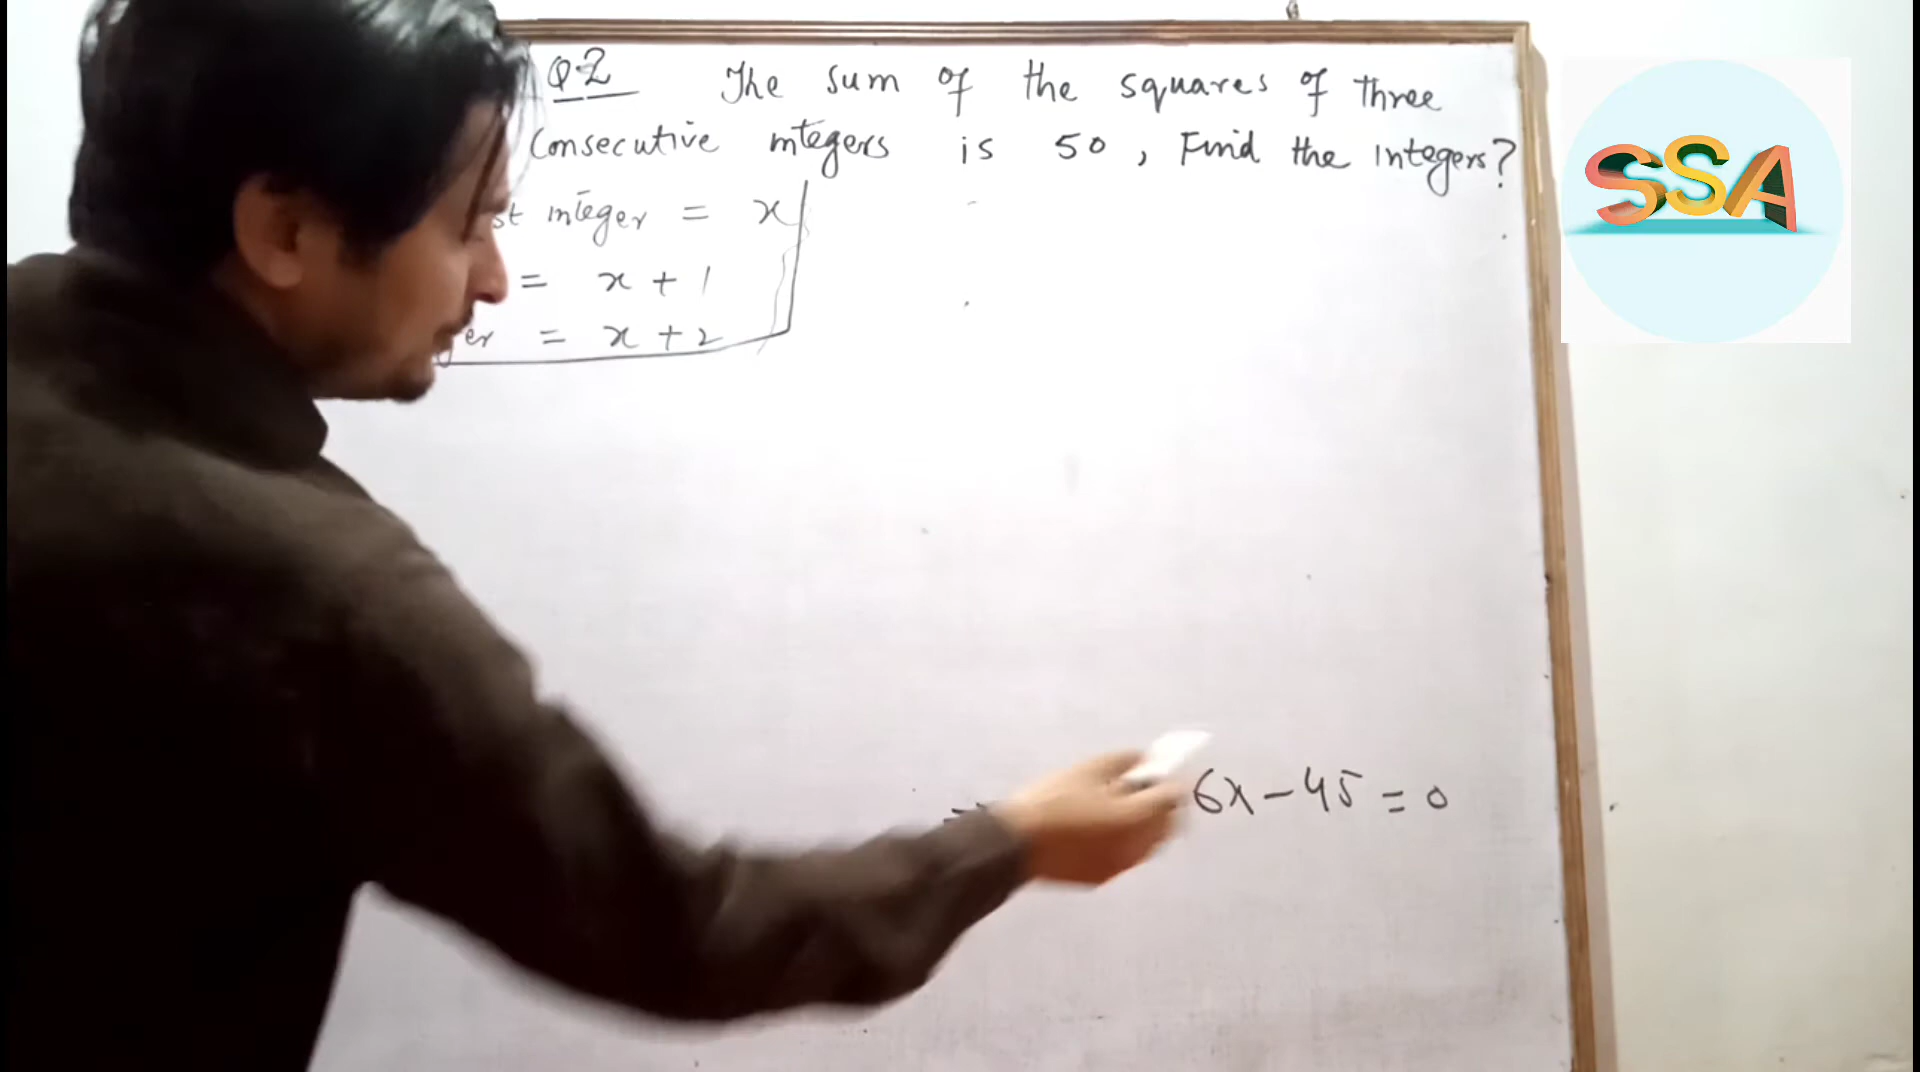 Q.2 The sum of the squares of three
consecutive integers is 50, Find the integers?
st integer = x
= x + 1
ger = x + 2
6x - 45 = 0
SSA